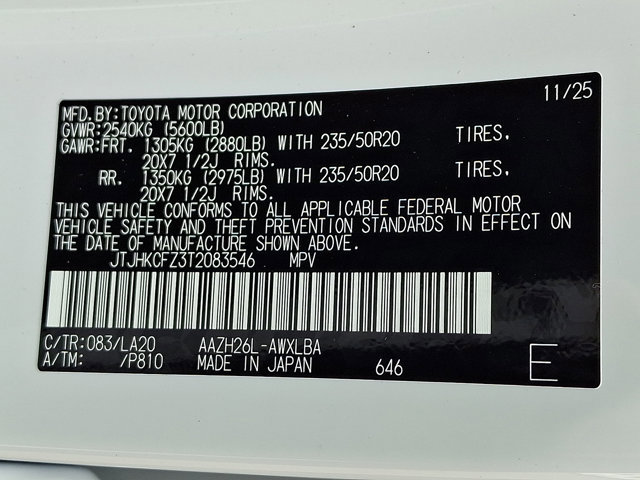 11/25
MFD.BY:TOYOTA MOTOR CORPORATION
GVWR:2540KG (5600LB)
GAWR:FRT. 1305KG (2880LB) WITH 235/50R20 TIRES.
20X7 1/2J RIMS.
RR. 1350KG (2975LB) WITH 235/50R20 TIRES.
20X7 1/2J RIMS.
THIS VEHICLE CONFORMS TO ALL APPLICABLE FEDERAL MOTOR
VEHICLE SAFETY AND THEFT PREVENTION STANDARDS IN EFFECT ON
THE DATE OF MANUFACTURE SHOWN ABOVE.
JTJHKCFZ3T2083546 MPV
C/TR:083/LA20 AAZH26L-AWXLBA
A/TM: /P810 MADE IN JAPAN 646 E